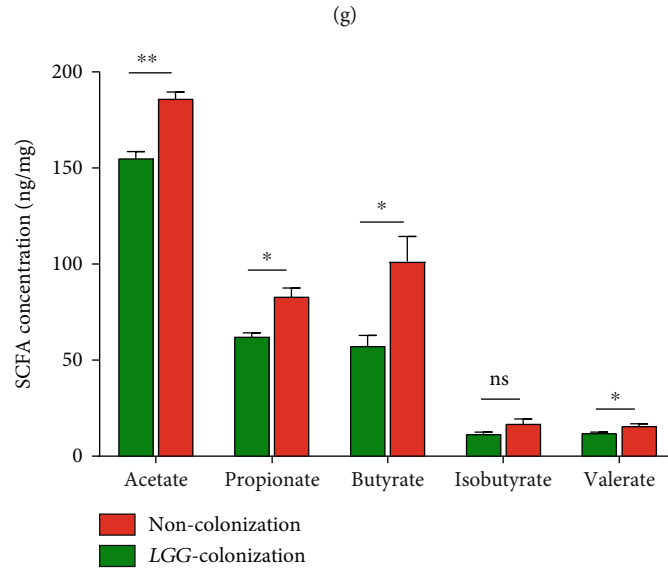 (g)
SCFA concentration (ng/mg)
200
150
100
50
0
**
*
*
ns
*
Acetate
Propionate
Butyrate
Isobutyrate
Valerate
Non-colonization
LGG-colonization